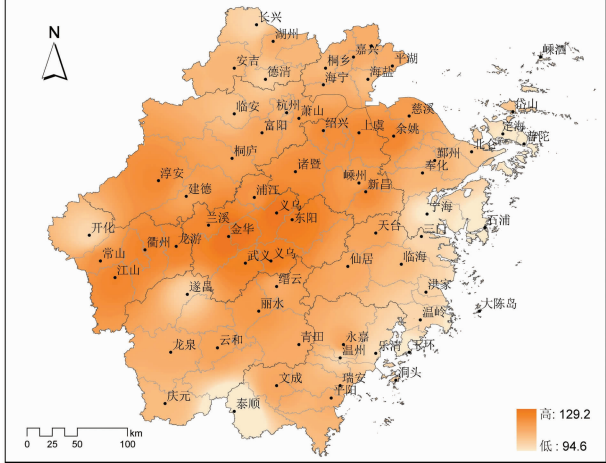 N
长兴
湖州
嘉兴
平湖
嵊泗
安吉
德清
桐乡
海宁
海盐
临安
杭州
萧山
慈溪
岱山
富阳
绍兴
上虞
余姚
定海
普陀
北仑
桐庐
鄞州
诸暨
奉化
淳安
建德
嵊州
新昌
浦江
义乌
东阳
宁海
石浦
开化
兰溪
金华
天台
三门
常山
衢州
龙游
江山
武义
义乌
仙居
临海
遂昌
缙云
洪家
丽水
大陈岛
温岭
龙泉
云和
青田
永嘉
温州
乐清
玉环
文成
瑞安
洞头
平阳
庆元
泰顺
高: 129.2
低: 94.6
km
0 25 50 100